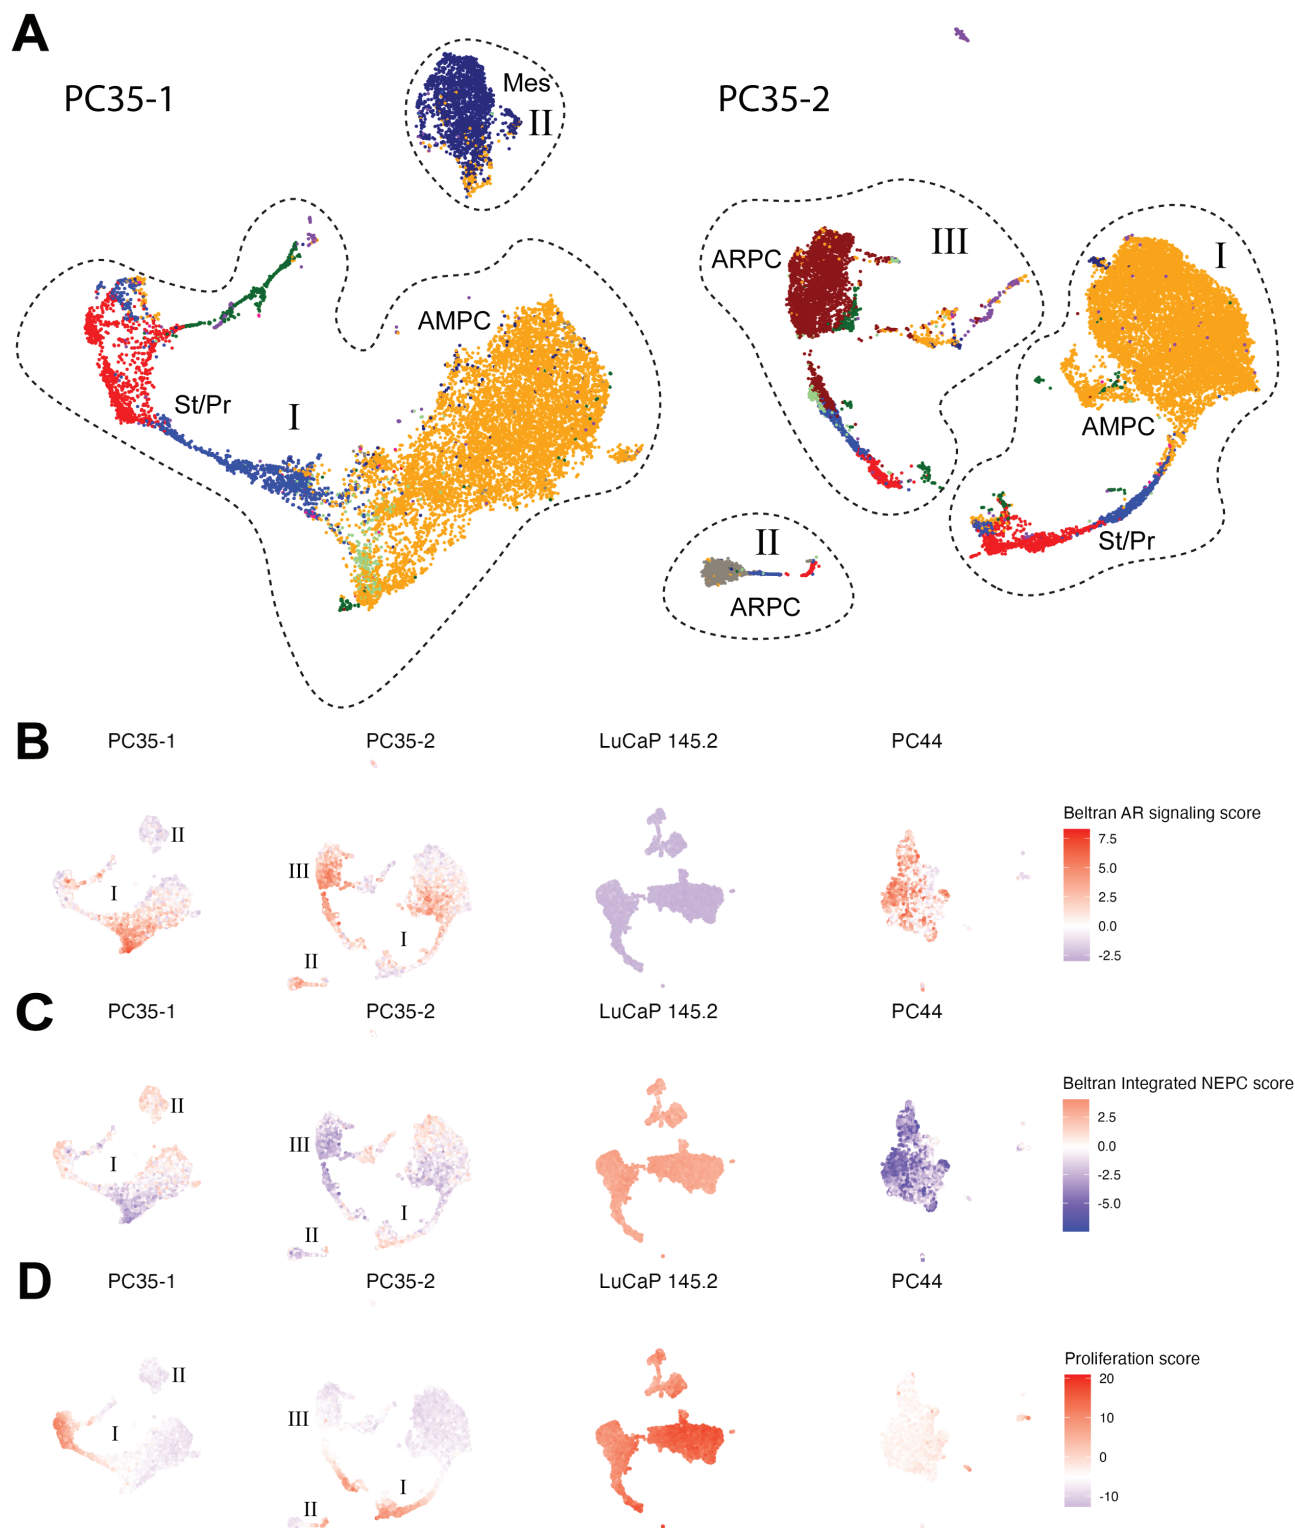 A
PC35-1
Mes
II
AMPC
St/Pr
I
PC35-2
ARPC
III
I
AMPC
St/Pr
II
ARPC
B
PC35-1
PC35-2
LuCaP 145.2
PC44
II
I
III
I
II
Beltran AR signaling score
7.5
5.0
2.5
0.0
-2.5
C
PC35-1
PC35-2
LuCaP 145.2
PC44
II
I
III
I
II
Beltran Integrated NEPC score
2.5
0.0
-2.5
-5.0
D
PC35-1
PC35-2
LuCaP 145.2
PC44
II
I
III
I
II
Proliferation score
20
10
0
-10